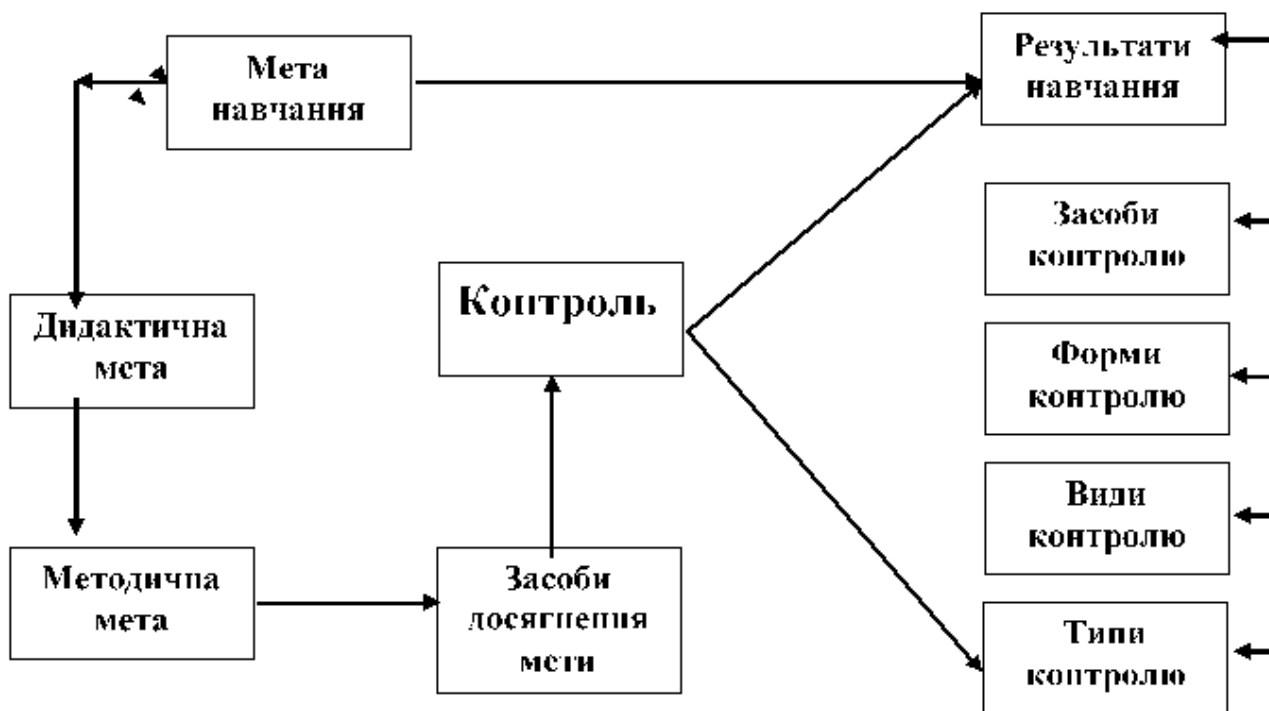 Мета
навчання
Результати
навчання
Засоби
контролю
Контроль
Дидактична
мета
Форми
контролю
Види
контролю
Методична
мета
Засоби
досягнення
мети
Типи
контролю